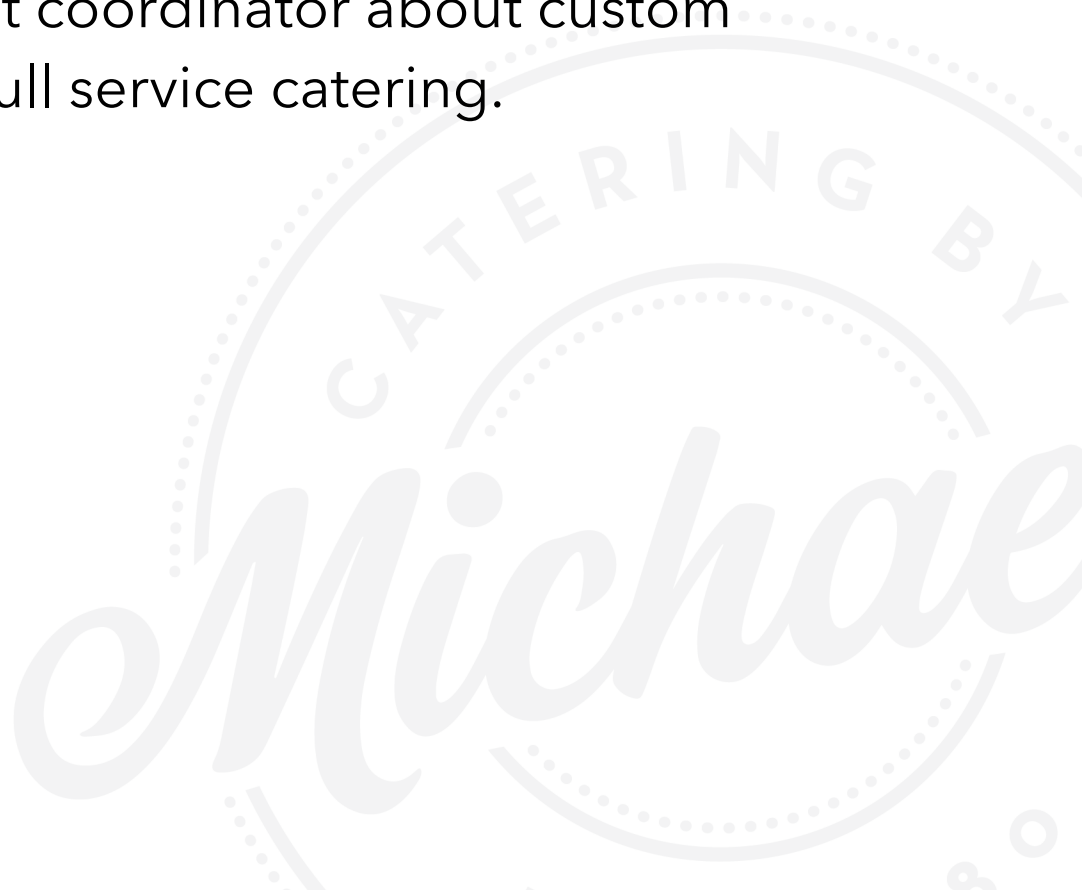 t coordinator about custom
ull service catering.
CATERING BY
Michae